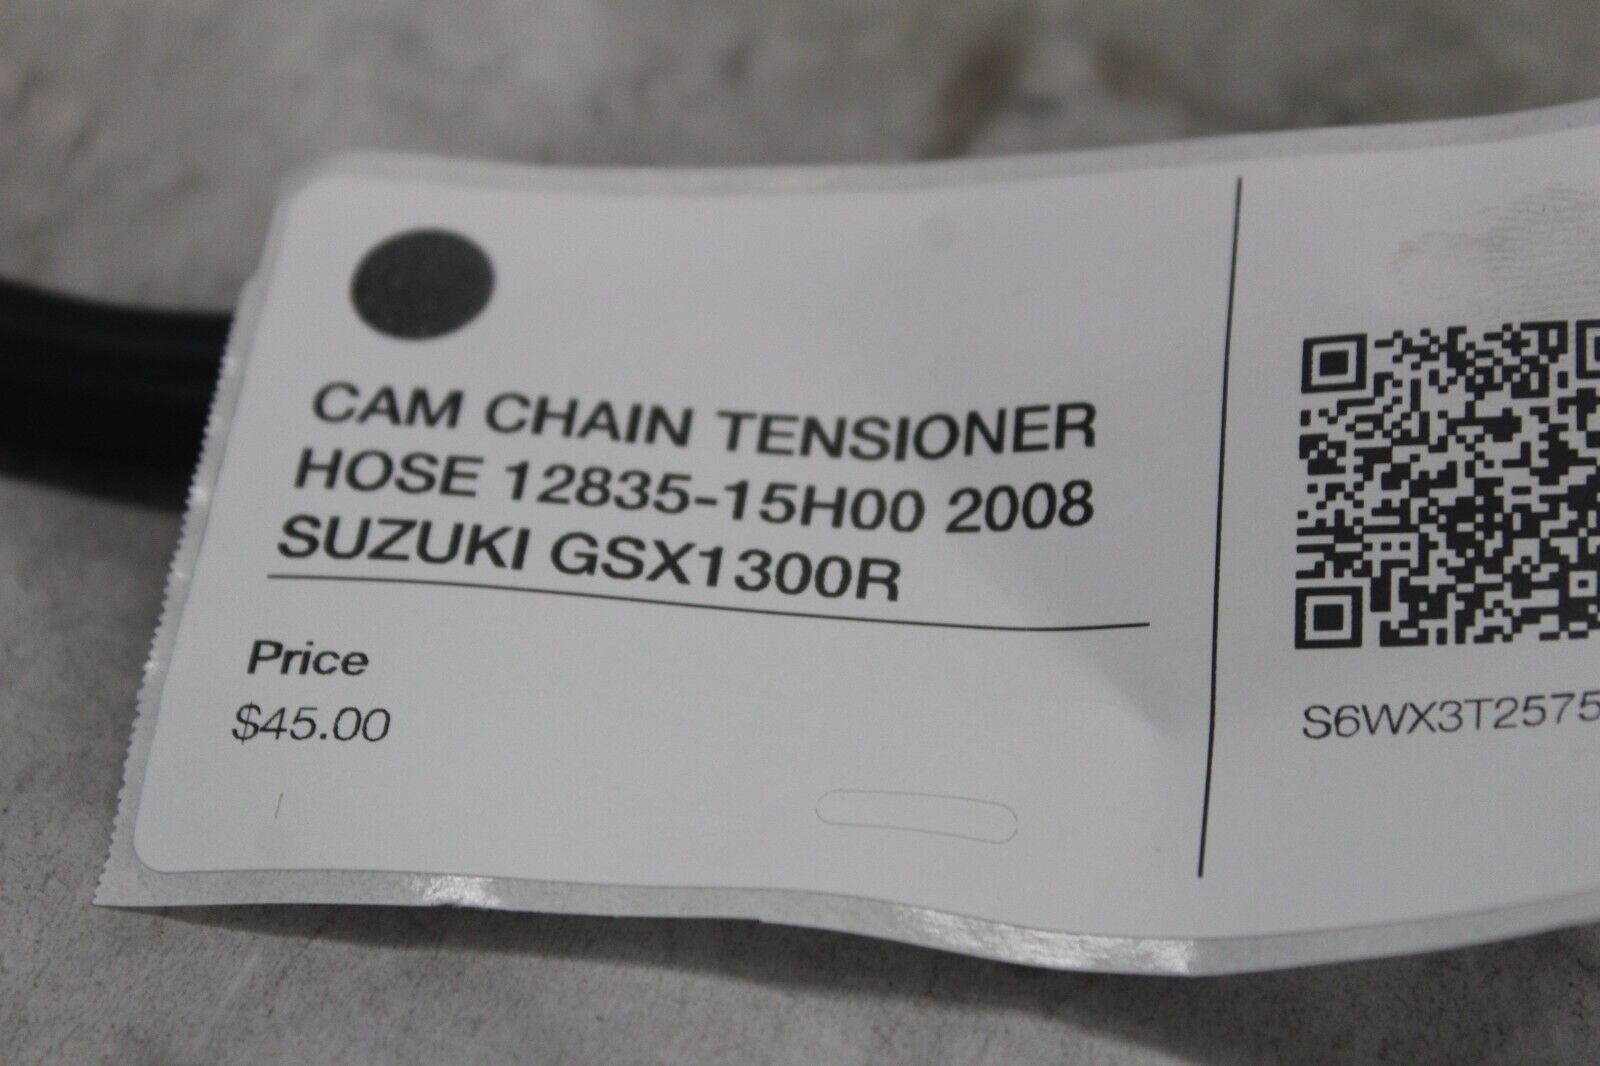 CAM CHAIN TENSIONER
HOSE 12835-15H00 2008
SUZUKI GSX1300R
Price
$45.00
S6WX3T2575